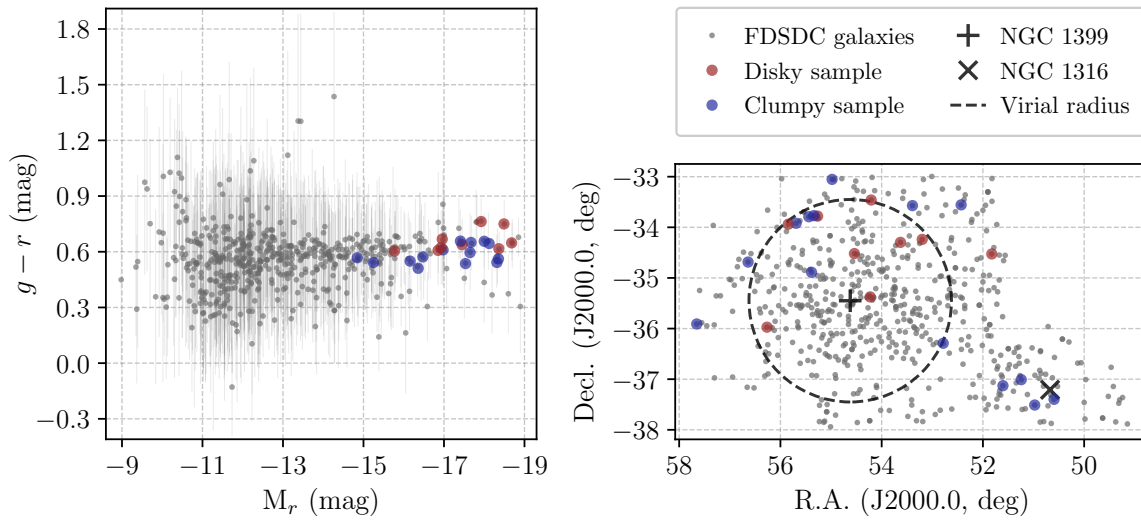 1.8
1.5
1.2
0.9
0.6
0.3
0.0
−0.3
g − r (mag)
−9
−11
−13
−15
−17
−19
M_r (mag)
FDSDC galaxies
Disky sample
Clumpy sample
NGC 1399
NGC 1316
Virial radius
−33
−34
−35
−36
−37
−38
Decl. (J2000.0, deg)
58
56
54
52
50
R.A. (J2000.0, deg)